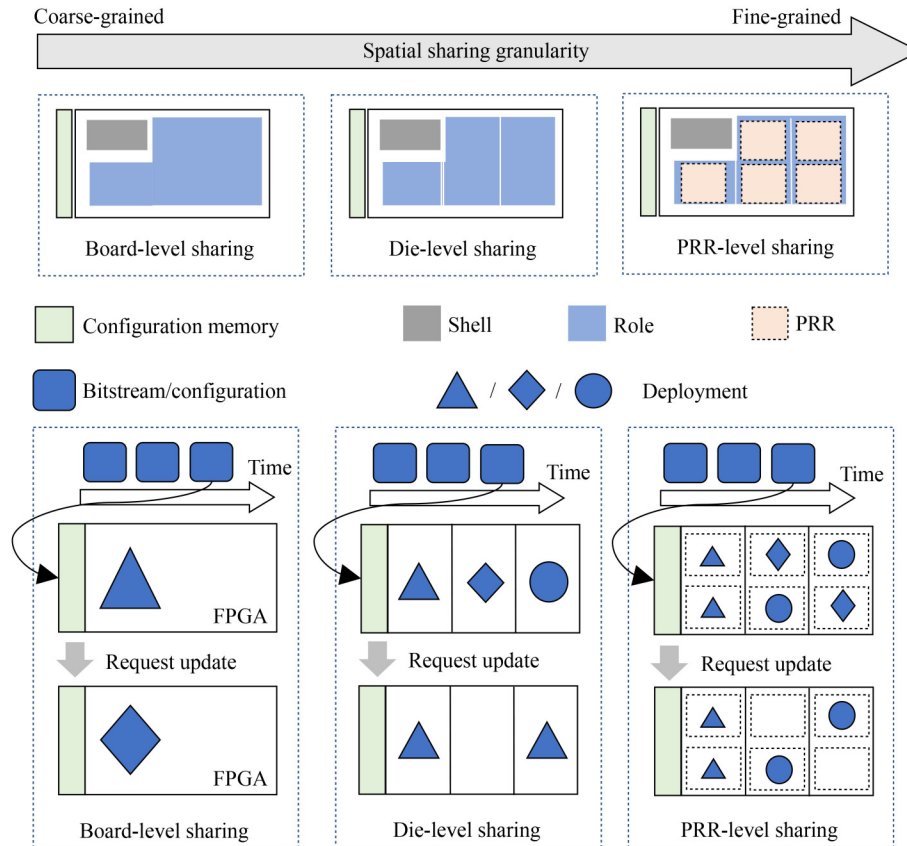 Coarse-grained
Fine-grained
Spatial sharing granularity
Board-level sharing
Die-level sharing
PRR-level sharing
Configuration memory
Shell
Role
PRR
Bitstream/configuration
/ / Deployment
Time
Time
Time
FPGA
Request update
Request update
Request update
FPGA
Board-level sharing
Die-level sharing
PRR-level sharing